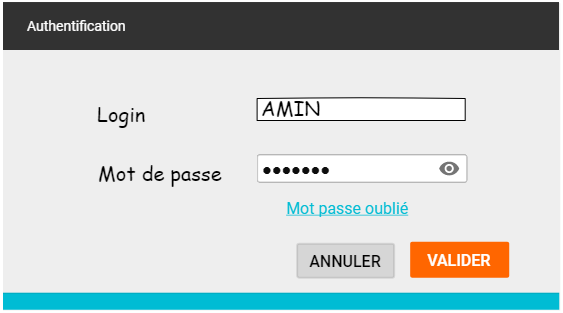 Authentification
Login AMIN
Mot de passe •••••••
Mot passe oublié
ANNULER VALIDER